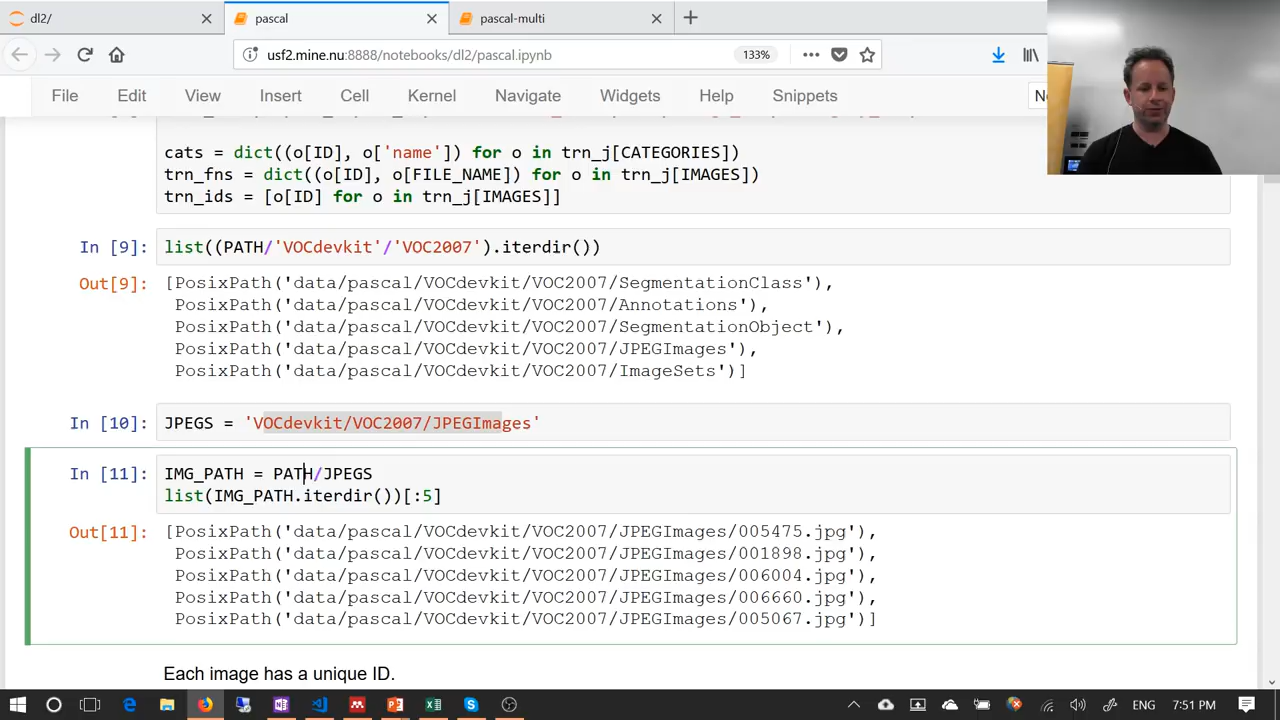 dl2/
pascal
pascal-multi
usf2.mine.nu:8888/notebooks/dl2/pascal.ipynb
133%
File Edit View Insert Cell Kernel Navigate Widgets Help Snippets
cats = dict((o[ID], o['name']) for o in trn_j[CATEGORIES])
trn_fns = dict((o[ID], o[FILE_NAME]) for o in trn_j[IMAGES])
trn_ids = [o[ID] for o in trn_j[IMAGES]]
In [9]: list((PATH/'VOCdevkit'/'VOC2007').iterdir())
Out[9]: [PosixPath('data/pascal/VOCdevkit/VOC2007/SegmentationClass'),
PosixPath('data/pascal/VOCdevkit/VOC2007/Annotations'),
PosixPath('data/pascal/VOCdevkit/VOC2007/SegmentationObject'),
PosixPath('data/pascal/VOCdevkit/VOC2007/JPEGImages'),
PosixPath('data/pascal/VOCdevkit/VOC2007/ImageSets')]
In [10]: JPEGS = 'VOCdevkit/VOC2007/JPEGImages'
In [11]: IMG_PATH = PATH/JPEGS
list(IMG_PATH.iterdir())[:5]
Out[11]: [PosixPath('data/pascal/VOCdevkit/VOC2007/JPEGImages/005475.jpg'),
PosixPath('data/pascal/VOCdevkit/VOC2007/JPEGImages/001898.jpg'),
PosixPath('data/pascal/VOCdevkit/VOC2007/JPEGImages/006004.jpg'),
PosixPath('data/pascal/VOCdevkit/VOC2007/JPEGImages/006660.jpg'),
PosixPath('data/pascal/VOCdevkit/VOC2007/JPEGImages/005067.jpg')]
Each image has a unique ID.
ENG 7:51 PM